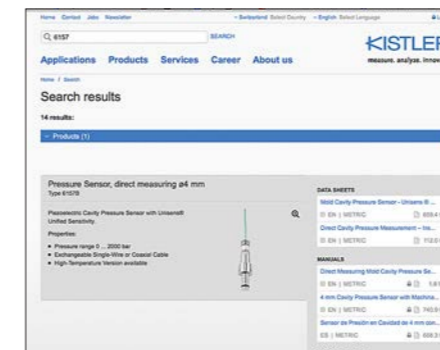 Home Contact Jobs Newsletter
Switzerland Select Country English Select Language
6157
SEARCH
KISTLER
measure. analyze. innov
Applications Products Services Career About us
Home / Search
Search results
14 results:
Products (1)
Pressure Sensor, direct measuring ø4 mm
Type 6157B
Piezoelectric Cavity Pressure Sensor with Unisens®
Unified Sensitivity.
Properties:
• Pressure range 0 ... 2000 bar
• Exchangeable Single-Wire or Coaxial Cable
• High-Temperature Version available
DATA SHEETS
Mold Cavity Pressure Sensor - Unisens ® ...
EN | METRIC
Direct Cavity Pressure Measurement – Ins...
EN | METRIC
MANUALS
Direct Measuring Mold Cavity Pressure Se...
EN | METRIC
4 mm Cavity Pressure Sensor with Machina...
EN | METRIC
Sensor de Presión en Cavidad de 4 mm con...
ES | METRIC